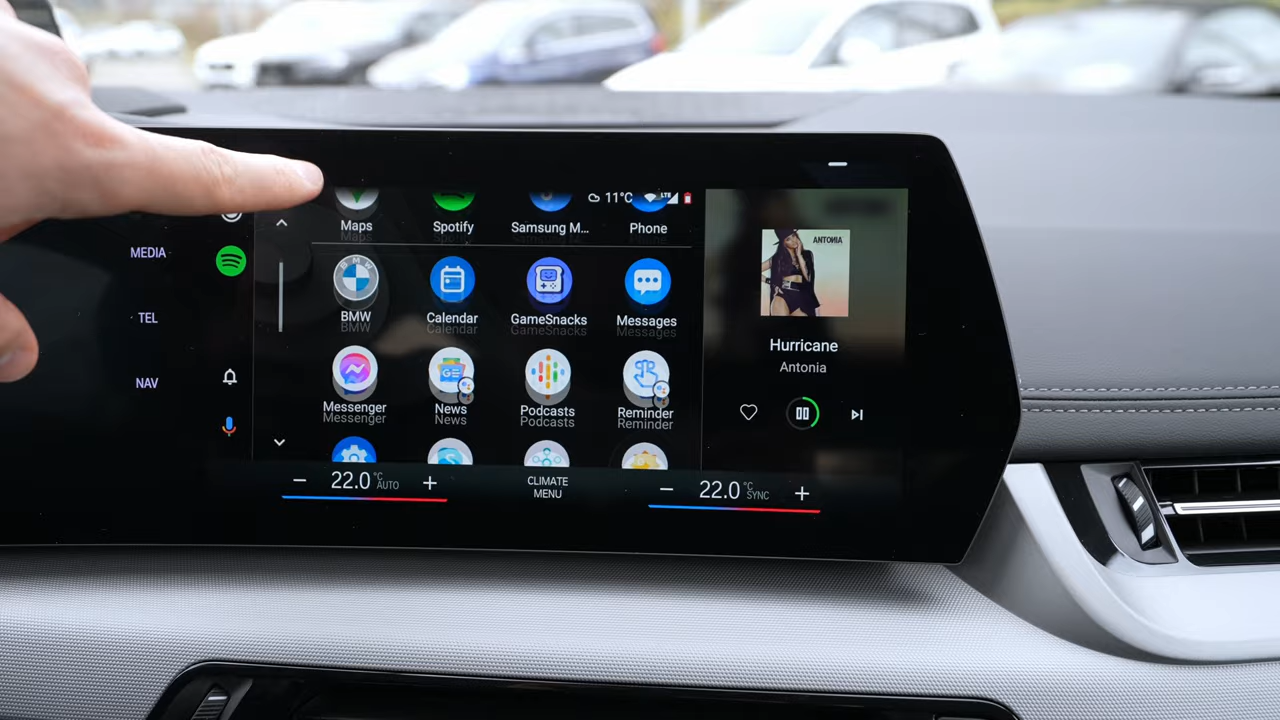 11°C LTE
Maps Spotify Samsung M... Phone
MEDIA
BMW Calendar GameSnacks Messages
TEL
NAV
Messenger News Podcasts Reminder
ANTONIA
Hurricane
Antonia
22.0 °C AUTO
CLIMATE
MENU
22.0 °C SYNC